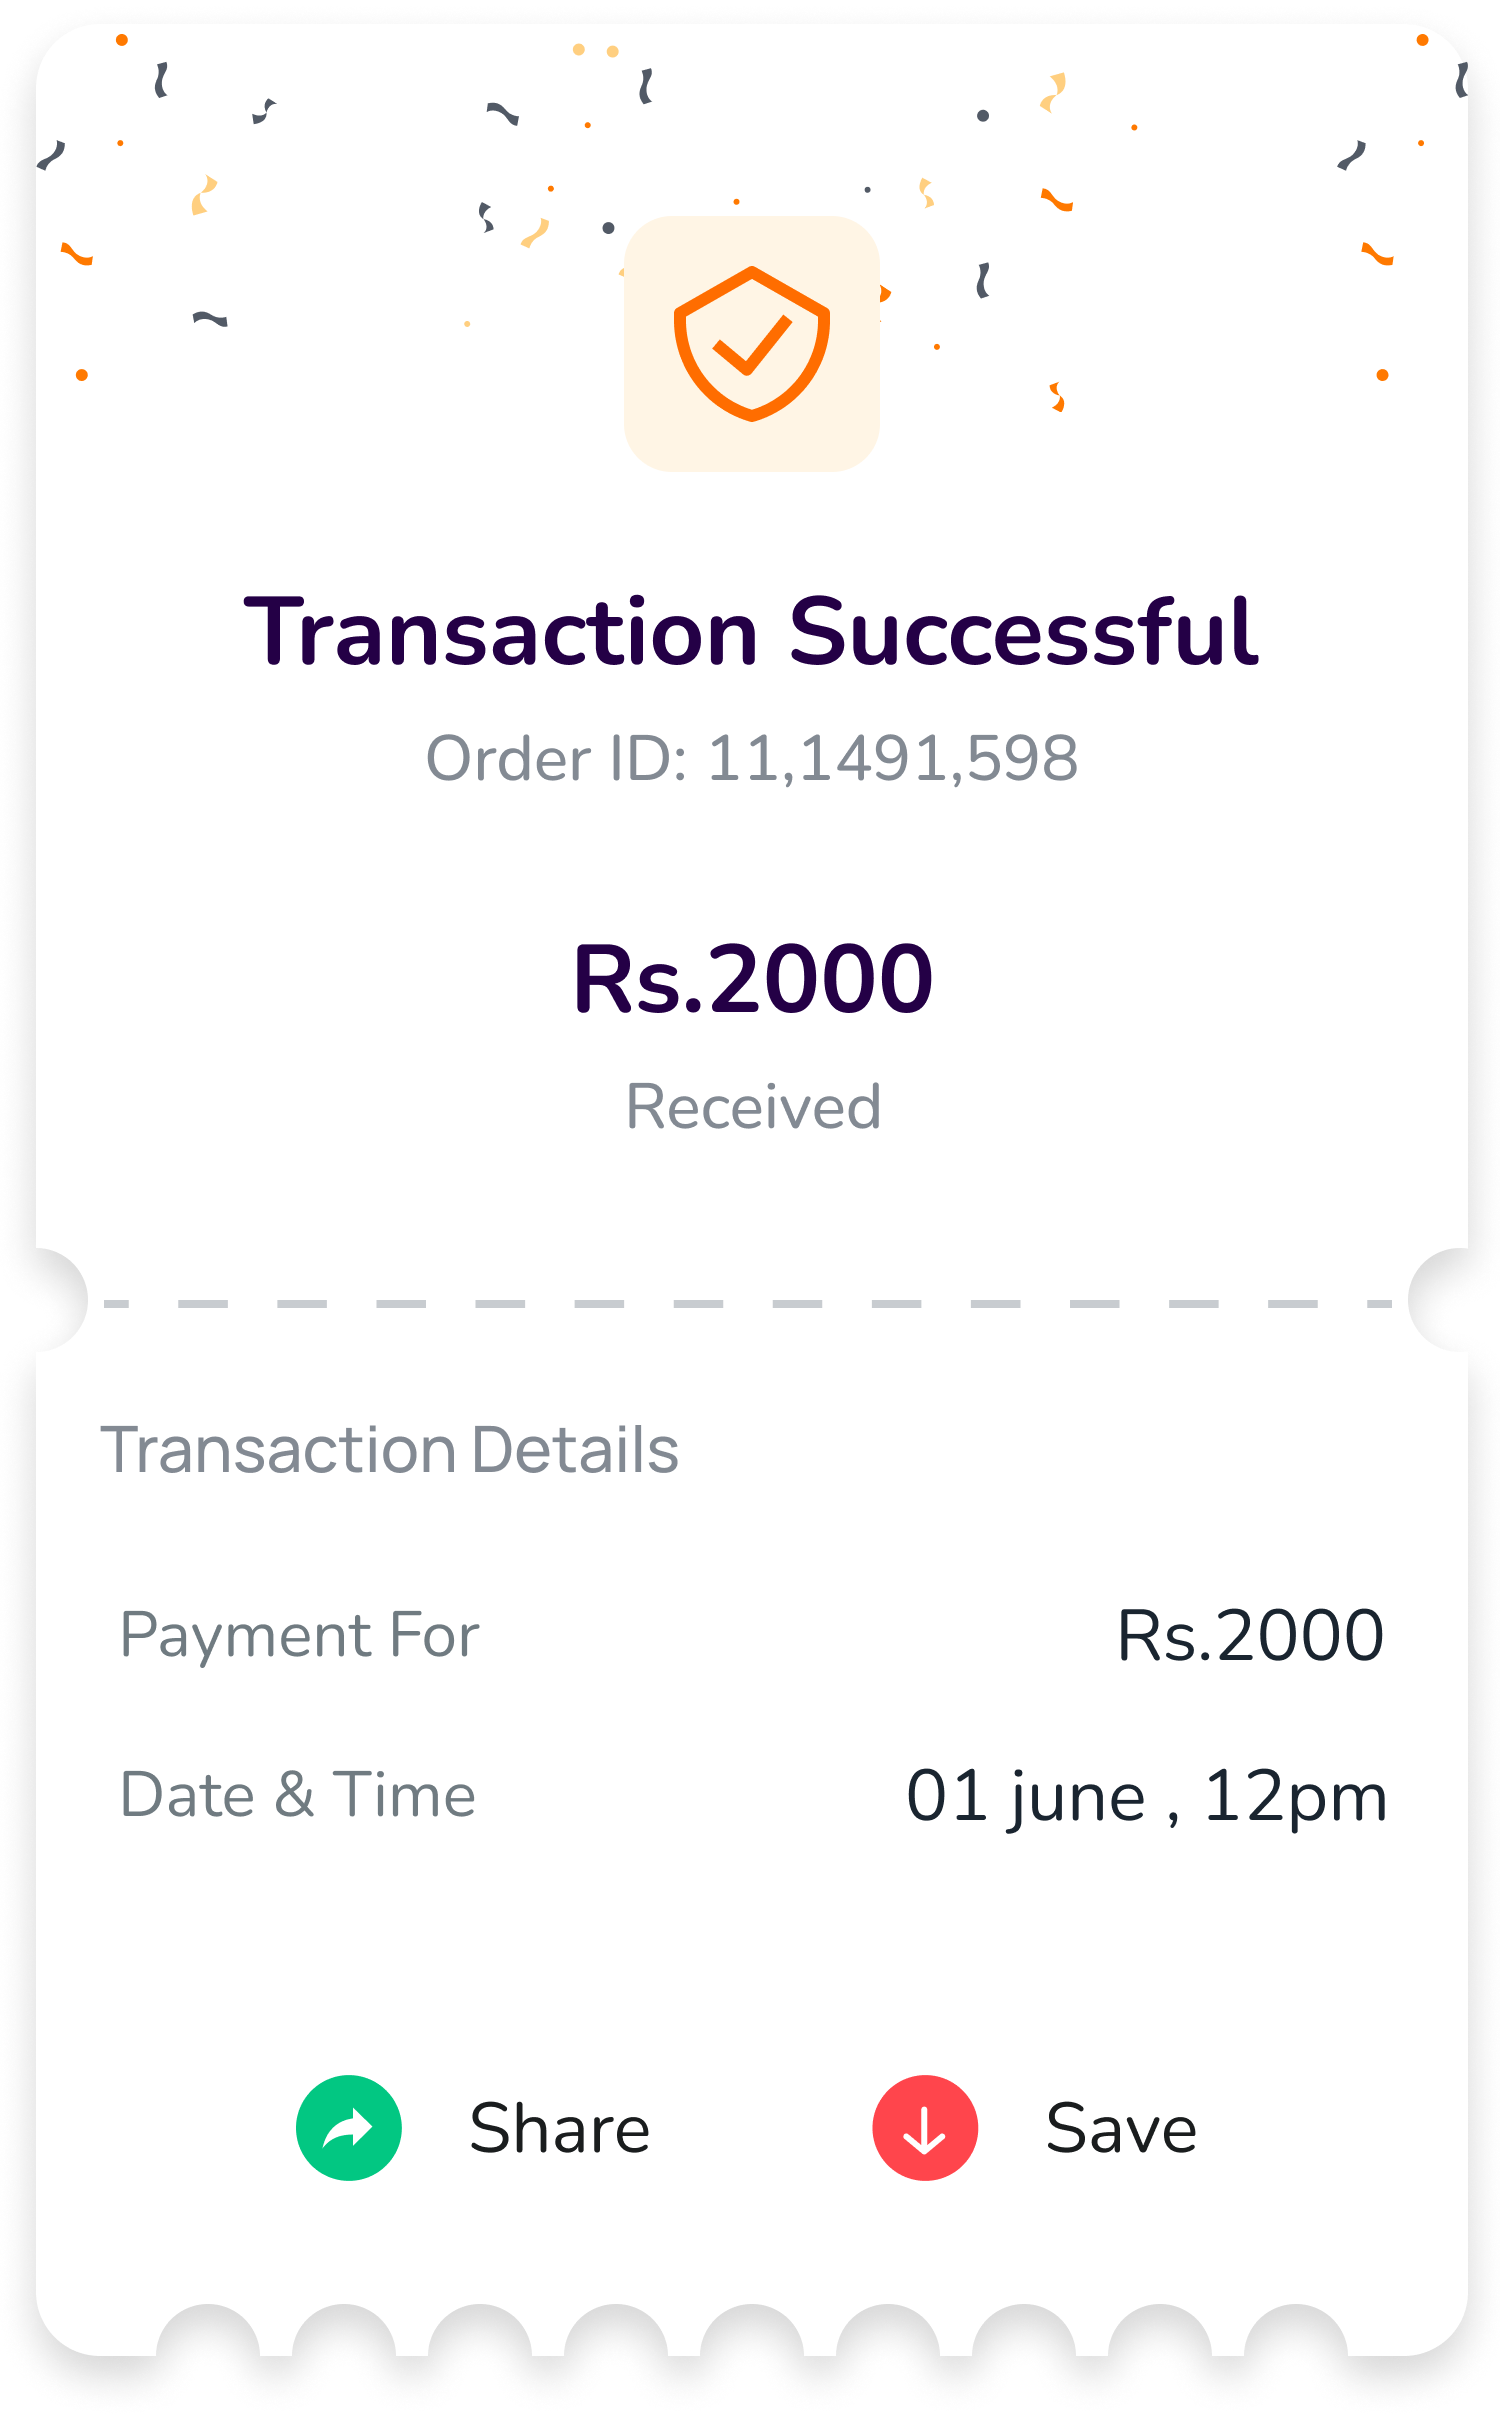 Transaction Successful
Order ID: 11,1491,598
Rs.2000
Received
Transaction Details
Payment For Rs.2000
Date & Time 01 june , 12pm
Share Save